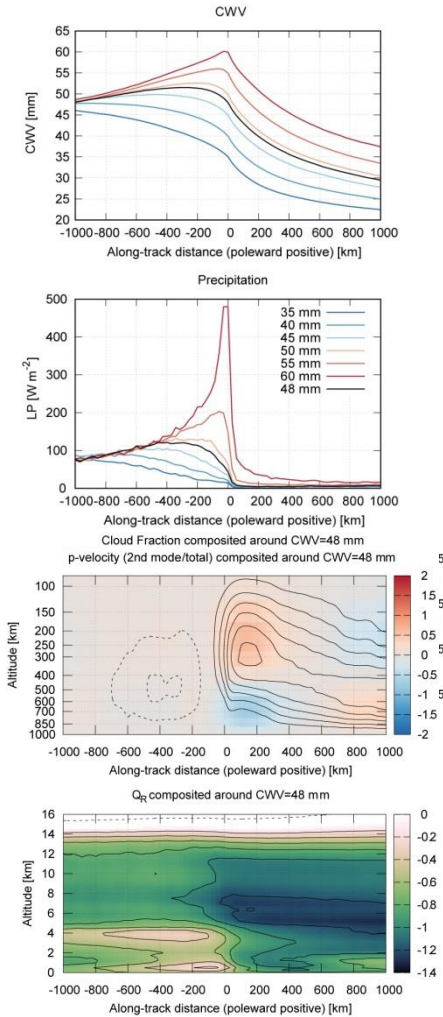 CWV
65
60
55
50
45
40
35
30
25
20
CWV [mm]
-1000 -800 -600 -400 -200 0 200 400 600 800 1000
Along-track distance (poleward positive) [km]
Precipitation
500
400
300
200
100
0
LP [W m-2]
35 mm
40 mm
45 mm
50 mm
55 mm
60 mm
48 mm
-1000 -800 -600 -400 -200 0 200 400 600 800 1000
Along-track distance (poleward positive) [km]
Cloud Fraction composited around CWV=48 mm
p-velocity (2nd mode/total) composited around CWV=48 mm
5
100
150
200
250
300
400
500
600
700
850
1000
Altitude [km]
2
1.5
1
5
0.5
0
-0.5
5
-1
-1.5
-2
-1000 -800 -600 -400 -200 0 200 400 600 800 1000
Along-track distance (poleward positive) [km]
QR composited around CWV=48 mm
16
14
12
10
8
6
4
2
0
Altitude [km]
0
-0.2
-0.4
-0.6
-0.8
-1
-1.2
-1.4
-1000 -800 -600 -400 -200 0 200 400 600 800 1000
Along-track distance (poleward positive) [km]